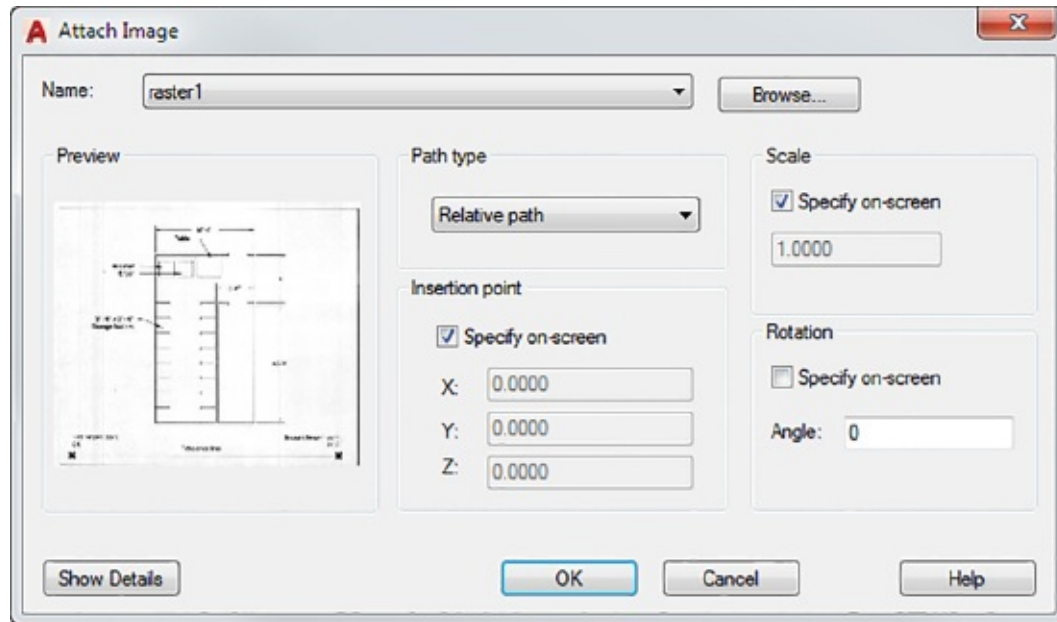 Attach Image
Name: raster1 Browse...
Preview
Path type
Relative path
Scale
Specify on-screen
1.0000
Insertion point
Specify on-screen
X: 0.0000
Y: 0.0000
Z: 0.0000
Rotation
Specify on-screen
Angle: 0
Show Details OK Cancel Help